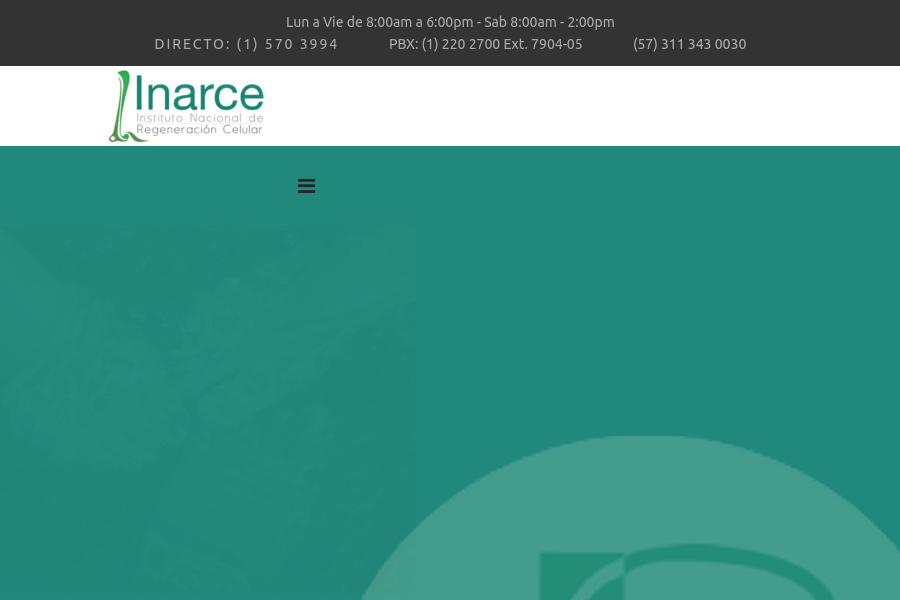 Lun a Vie de 8:00am a 6:00pm - Sab 8:00am - 2:00pm
DIRECTO: (1) 570 3994 PBX: (1) 220 2700 Ext. 7904-05 (57) 311 343 0030
Inarce
Instituto Nacional de
Regeneración Celular